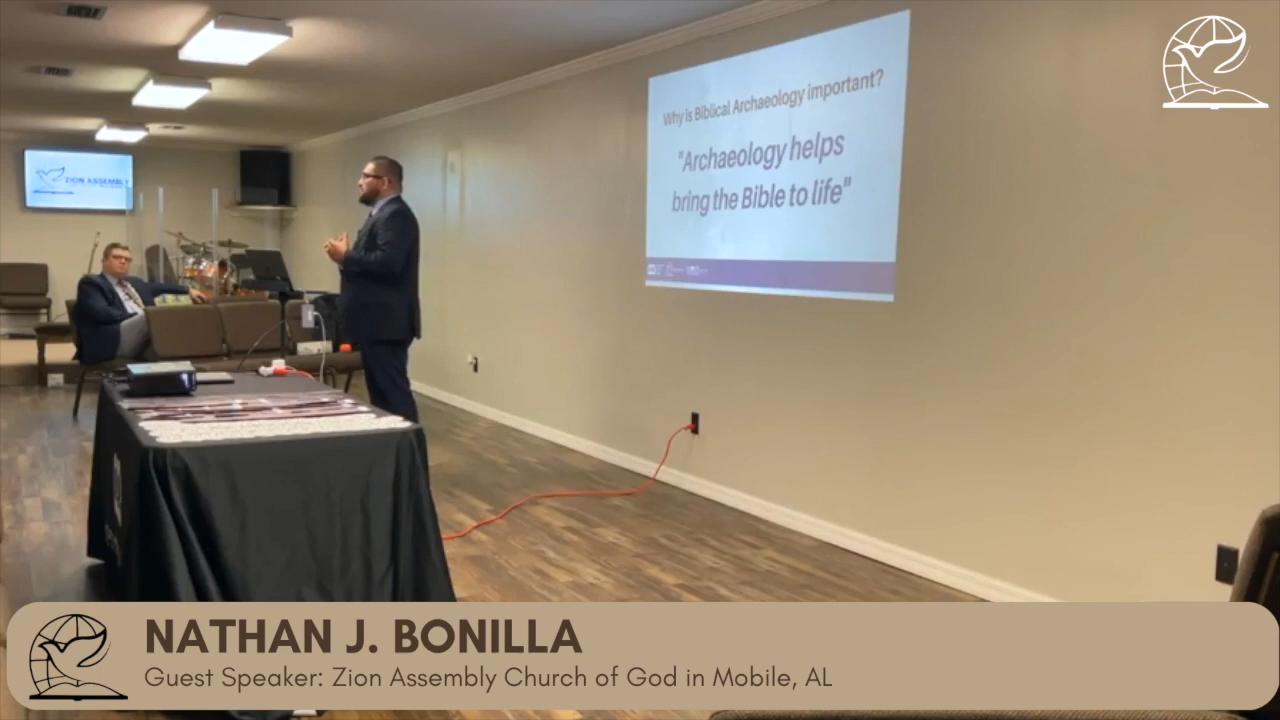 Why is Biblical Archaeology important?
"Archaeology helps
bring the Bible to life"
ZION ASSEMBLY
NATHAN J. BONILLA
Guest Speaker: Zion Assembly Church of God in Mobile, AL